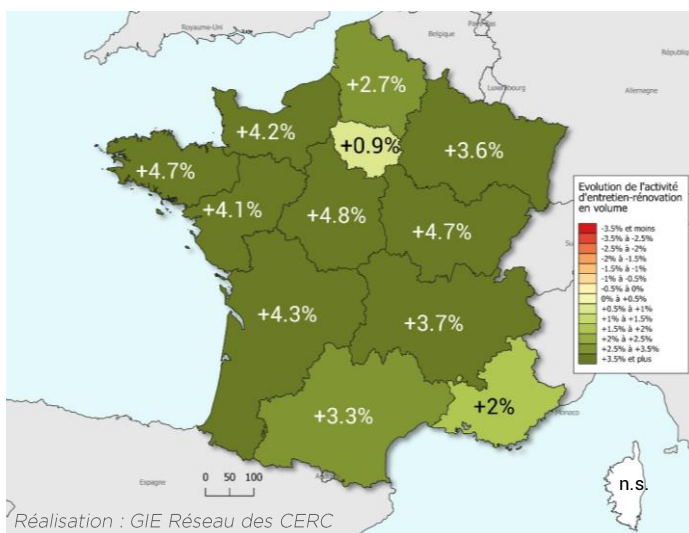 Royaume-Uni
Belgique
Pays-Bas
Luxembourg
Allemagne
+2.7%
+4.2%
+0.9%
+3.6%
+4.7%
+4.1%
+4.8%
+4.7%
+4.3%
+3.7%
+3.3%
+2%
Monaco
n.s.
Espagne
0 50 100
Evolution de l'activité
d'entretien-rénovation
en volume
-3.5% et moins
-3.5% à -2.5%
-2.5% à -2%
-2% à -1.5%
-1.5% à -1%
-1% à -0.5%
-0.5% à 0%
0% à +0.5%
+0.5% à +1%
+1% à +1.5%
+1.5% à +2%
+2% à +2.5%
+2.5% à +3.5%
+3.5% et plus
Réalisation : GIE Réseau des CERC